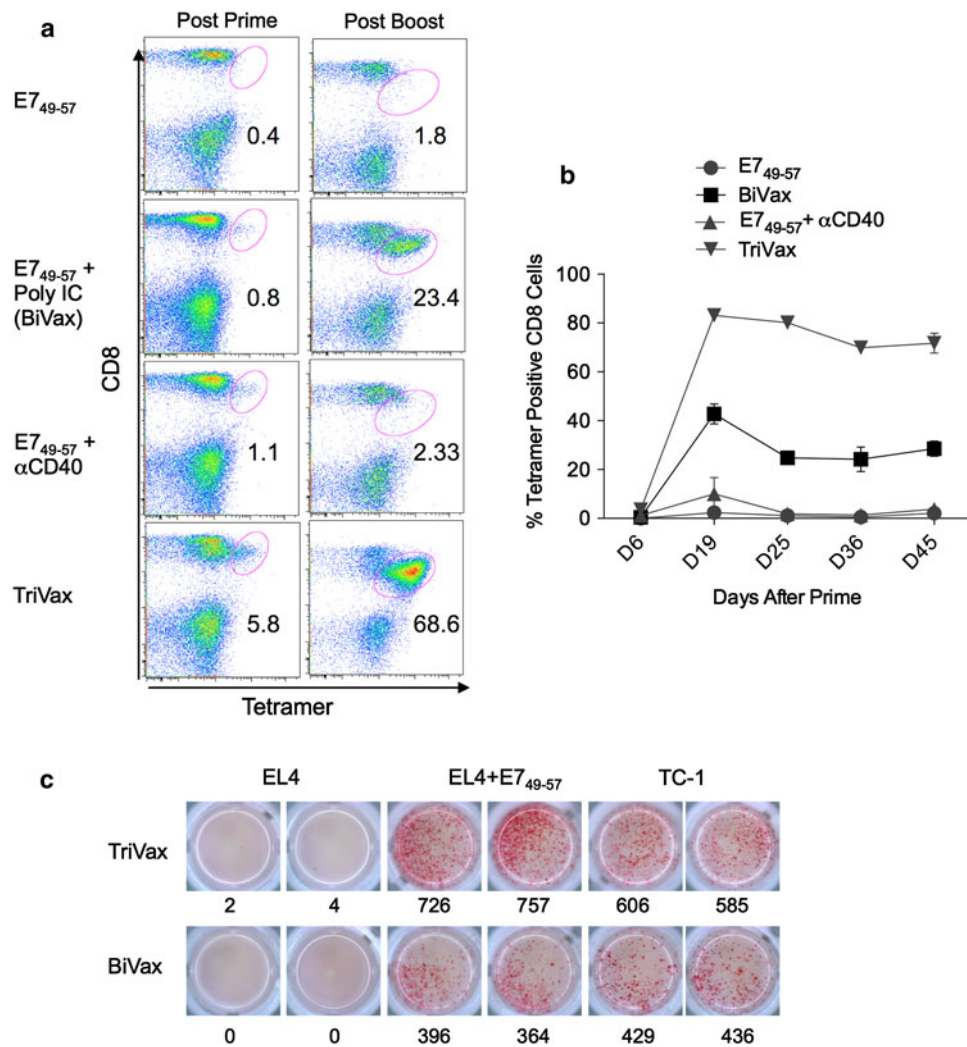 a
Post Prime Post Boost
E7₄₉₋₅₇
0.4
1.8
E7₄₉₋₅₇ +
Poly IC
(BiVax)
0.8
23.4
CD8
E7₄₉₋₅₇ +
αCD40
1.1
2.33
TriVax
5.8
68.6
Tetramer
b
E7₄₉₋₅₇
BiVax
E7₄₉₋₅₇+ αCD40
TriVax
% Tetramer Positive CD8 Cells
100
80
60
40
20
0
D6 D19 D25 D36 D45
Days After Prime
c
EL4 EL4+E7₄₉₋₅₇ TC-1
TriVax
2 4 726 757 606 585
BiVax
0 0 396 364 429 436